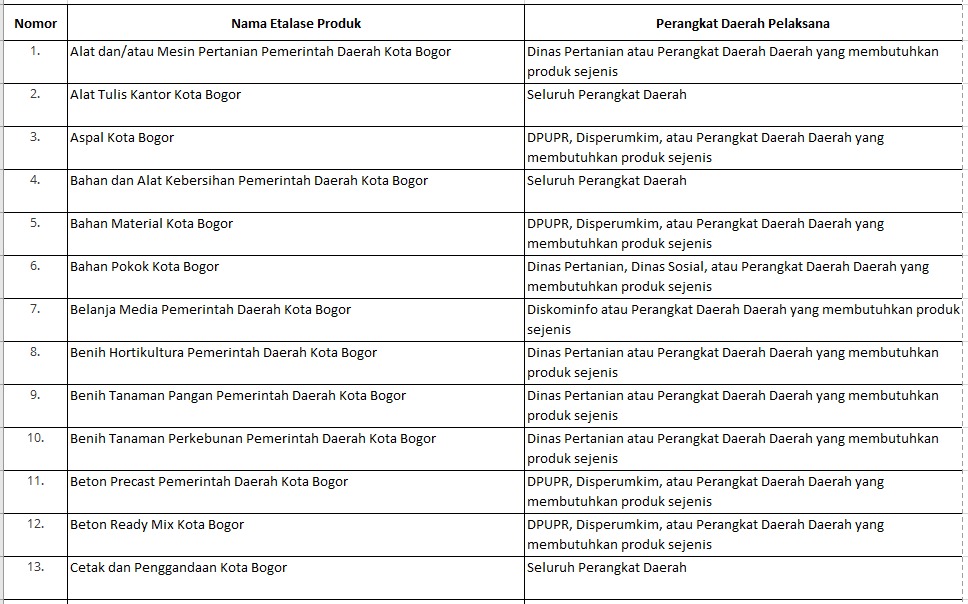 Nomor Nama Etalase Produk Perangkat Daerah Pelaksana
1. Alat dan/atau Mesin Pertanian Pemerintah Daerah Kota Bogor Dinas Pertanian atau Perangkat Daerah Daerah yang membutuhkan
produk sejenis
2. Alat Tulis Kantor Kota Bogor Seluruh Perangkat Daerah
3. Aspal Kota Bogor DPUPR, Disperumkim, atau Perangkat Daerah Daerah yang
membutuhkan produk sejenis
4. Bahan dan Alat Kebersihan Pemerintah Daerah Kota Bogor Seluruh Perangkat Daerah
5. Bahan Material Kota Bogor DPUPR, Disperumkim, atau Perangkat Daerah Daerah yang
membutuhkan produk sejenis
6. Bahan Pokok Kota Bogor Dinas Pertanian, Dinas Sosial, atau Perangkat Daerah Daerah yang
membutuhkan produk sejenis
7. Belanja Media Pemerintah Daerah Kota Bogor Diskominfo atau Perangkat Daerah Daerah yang membutuhkan produk
sejenis
8. Benih Hortikultura Pemerintah Daerah Kota Bogor Dinas Pertanian atau Perangkat Daerah Daerah yang membutuhkan
produk sejenis
9. Benih Tanaman Pangan Pemerintah Daerah Kota Bogor Dinas Pertanian atau Perangkat Daerah Daerah yang membutuhkan
produk sejenis
10. Benih Tanaman Perkebunan Pemerintah Daerah Kota Bogor Dinas Pertanian atau Perangkat Daerah Daerah yang membutuhkan
produk sejenis
11. Beton Precast Pemerintah Daerah Kota Bogor DPUPR, Disperumkim, atau Perangkat Daerah Daerah yang
membutuhkan produk sejenis
12. Beton Ready Mix Kota Bogor DPUPR, Disperumkim, atau Perangkat Daerah Daerah yang
membutuhkan produk sejenis
13. Cetak dan Penggandaan Kota Bogor Seluruh Perangkat Daerah